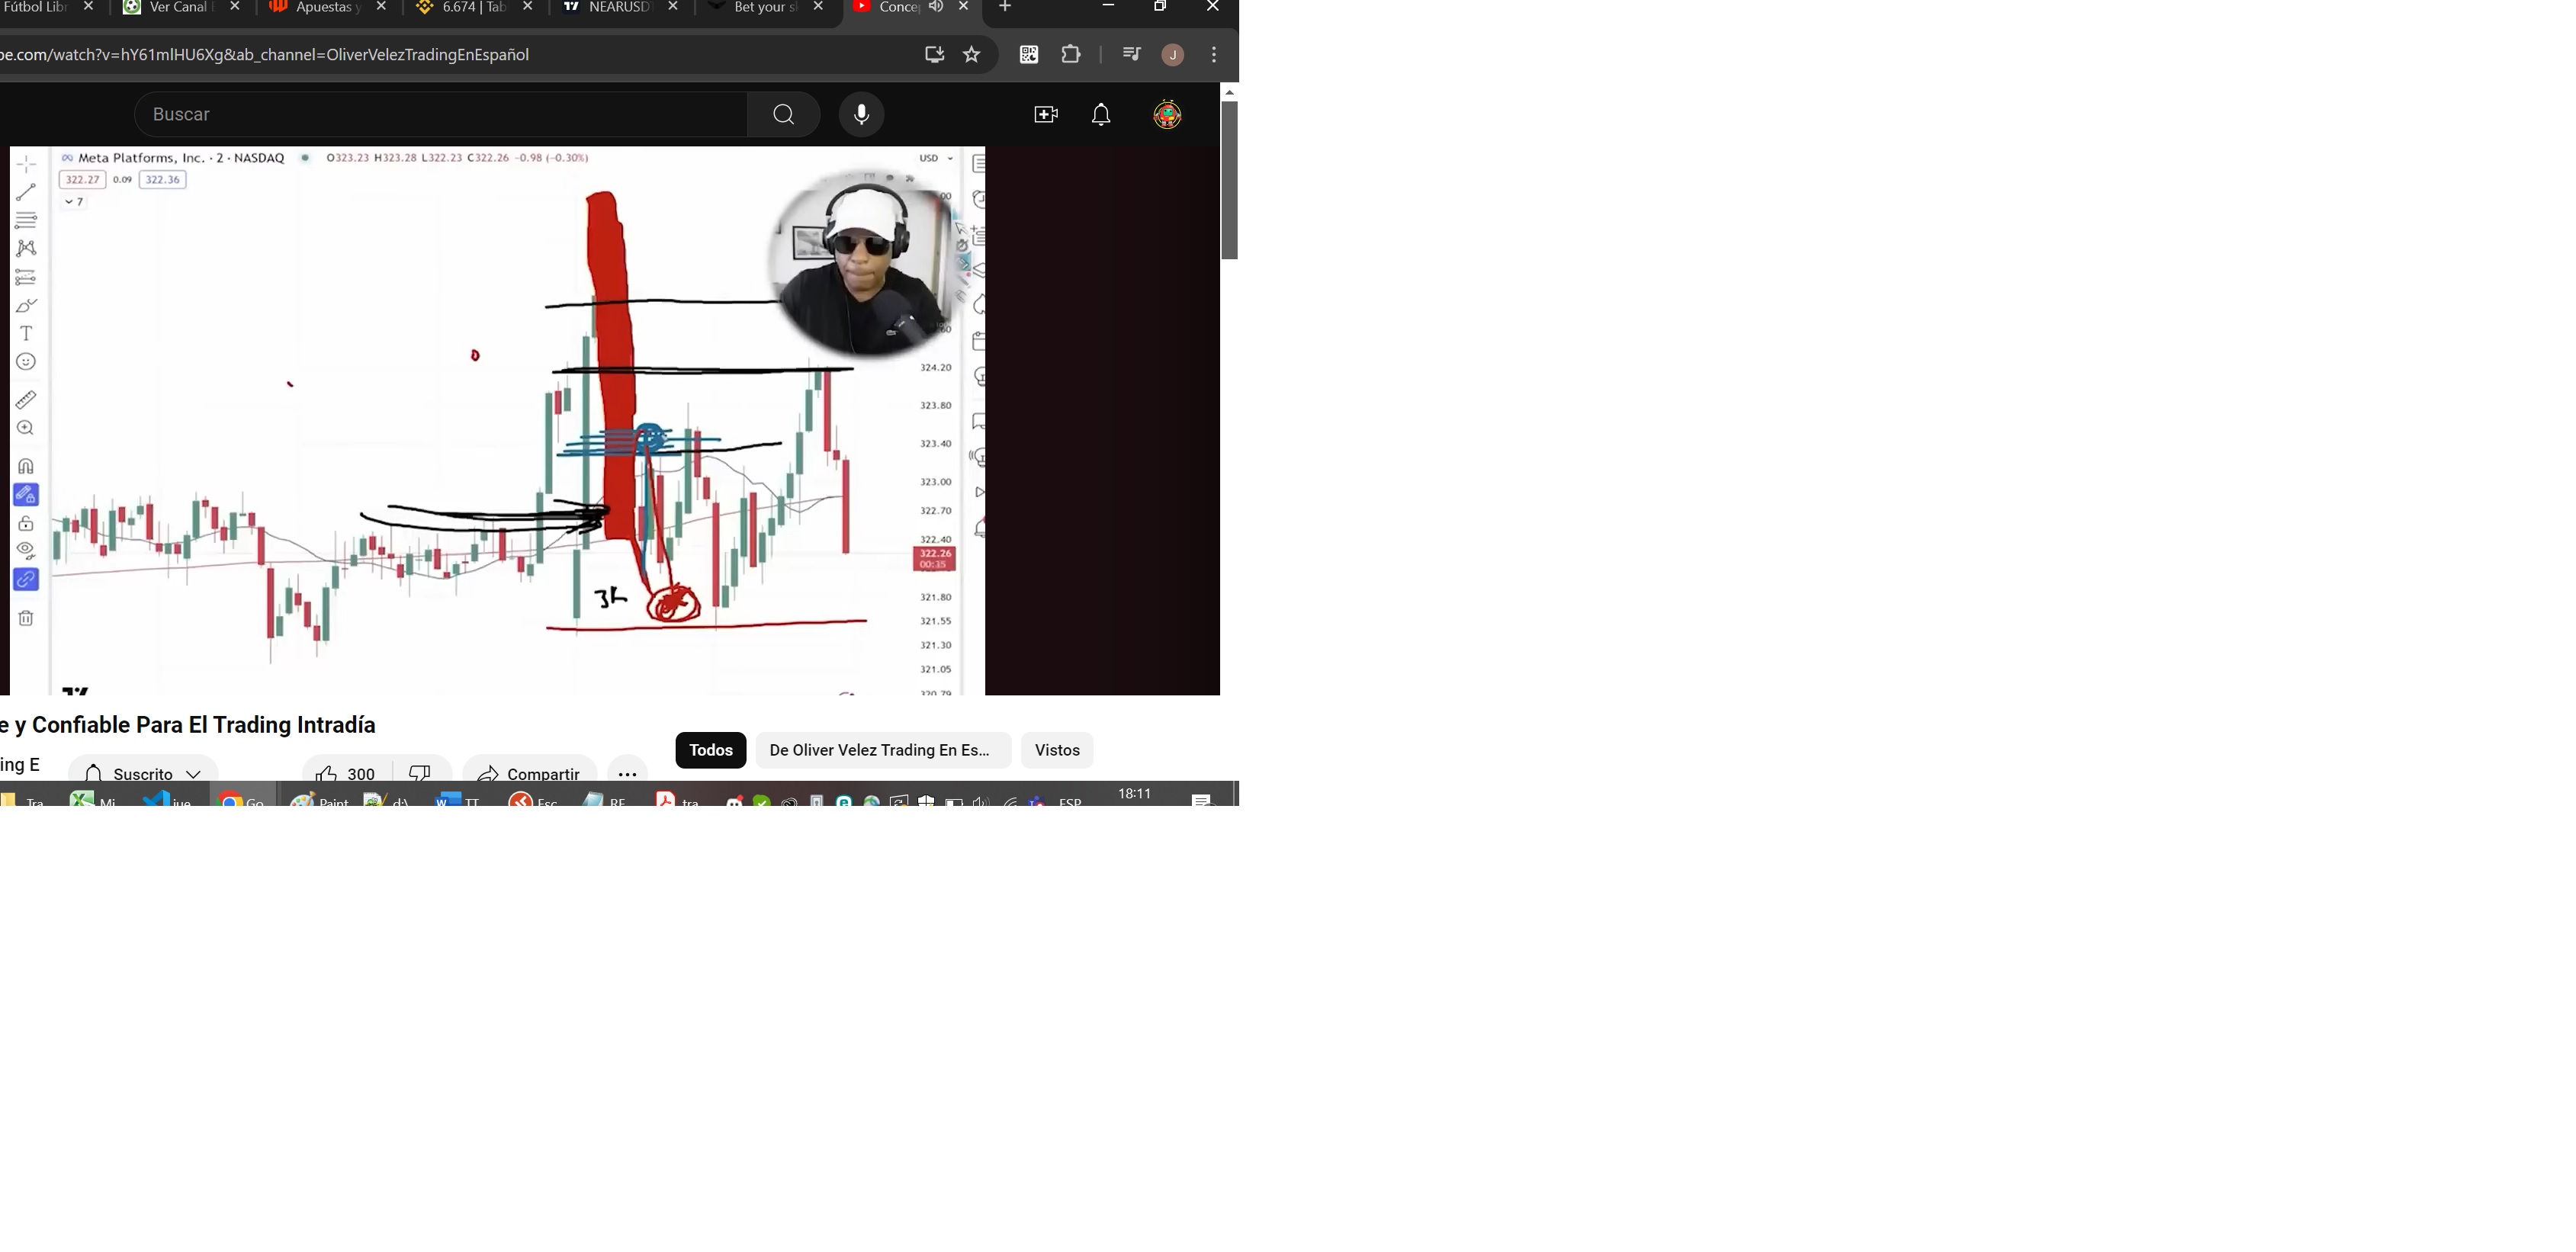 Fútbol Libr
Ver Canal
Apuestas y
6.674 | Tab
NEARUSD
Bet your s
Conce
be.com/watch?v=hY61mlHU6Xg&ab_channel=OliverVelezTradingEnEspañol
J
Buscar
Meta Platforms, Inc. · 2 · NASDAQ O323.23 H323.28 L322.23 C322.26 −0.98 (−0.30%)
USD
322.27 0.09 322.36
7
324.20
323.80
323.40
323.00
322.70
322.40
322.26
00:35
321.80
321.55
321.30
321.05
320.79
e y Confiable Para El Trading Intradía
Todos
De Oliver Velez Trading En Es...
Vistos
ing E
Suscrito
300
Compartir
Tra
Mi
jue
Go
Paint
d:\
TT
Esc
RE
tra
ESP
18:11